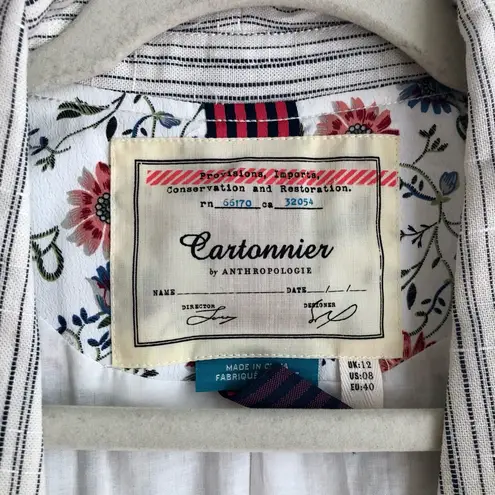 Provisions, Imports,
Conservation and Restoration.
rn 66170 ca 32054
Cartonnier
by ANTHROPOLOGIE
NAME DATE / /
DIRECTOR DESIGNER
MADE IN CHINA
FABRIQUÉ
UK:12
US:08
EU:40